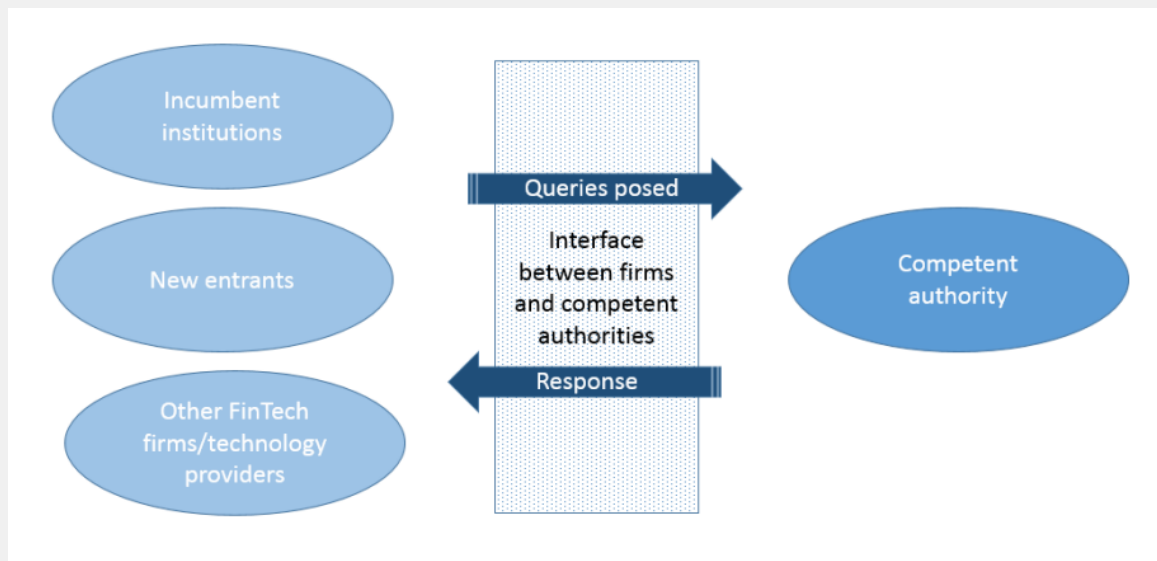 Incumbent
institutions
New entrants
Other FinTech
firms/technology
providers
Queries posed
Interface
between firms
and competent
authorities
Response
Competent
authority